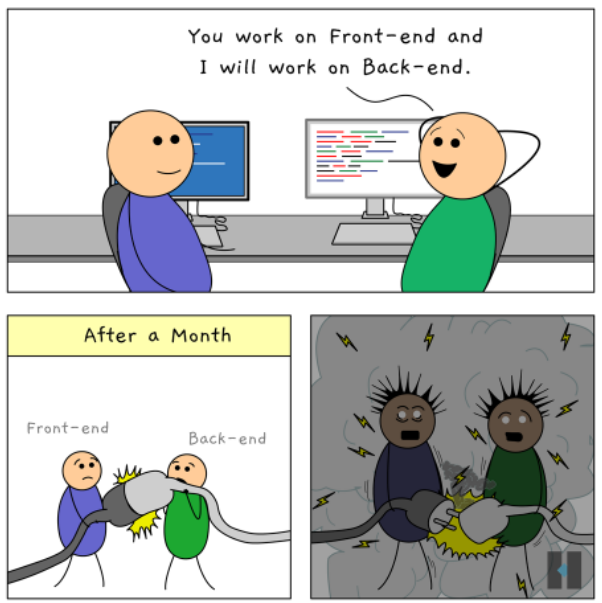 You work on Front-end and
I will work on Back-end.
After a Month
Front-end
Back-end